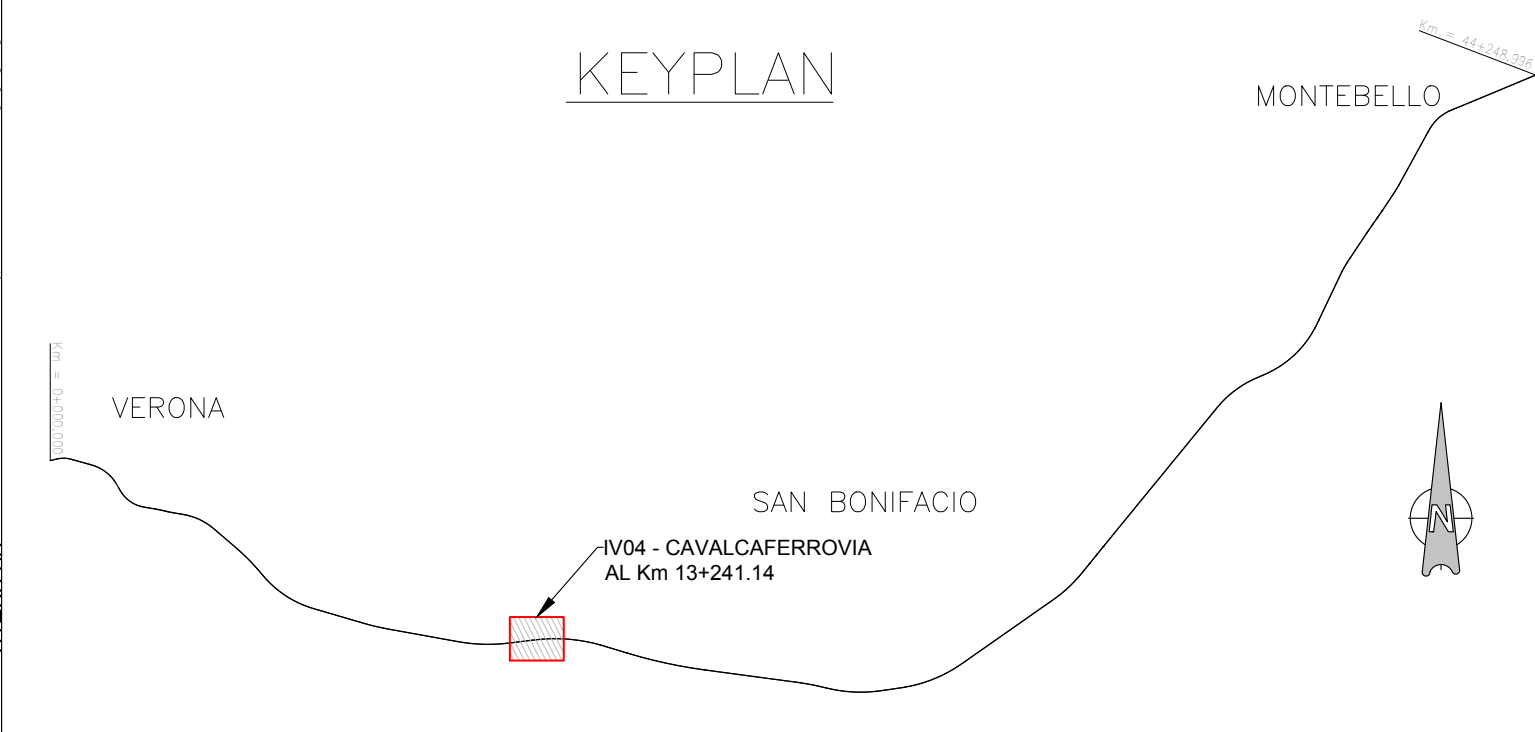 KEYPLAN
Km = 44+248.996
MONTEBELLO
Km = 0+000.000
VERONA
SAN BONIFACIO
IV04 - CAVALCAFERROVIA
AL Km 13+241.14
N